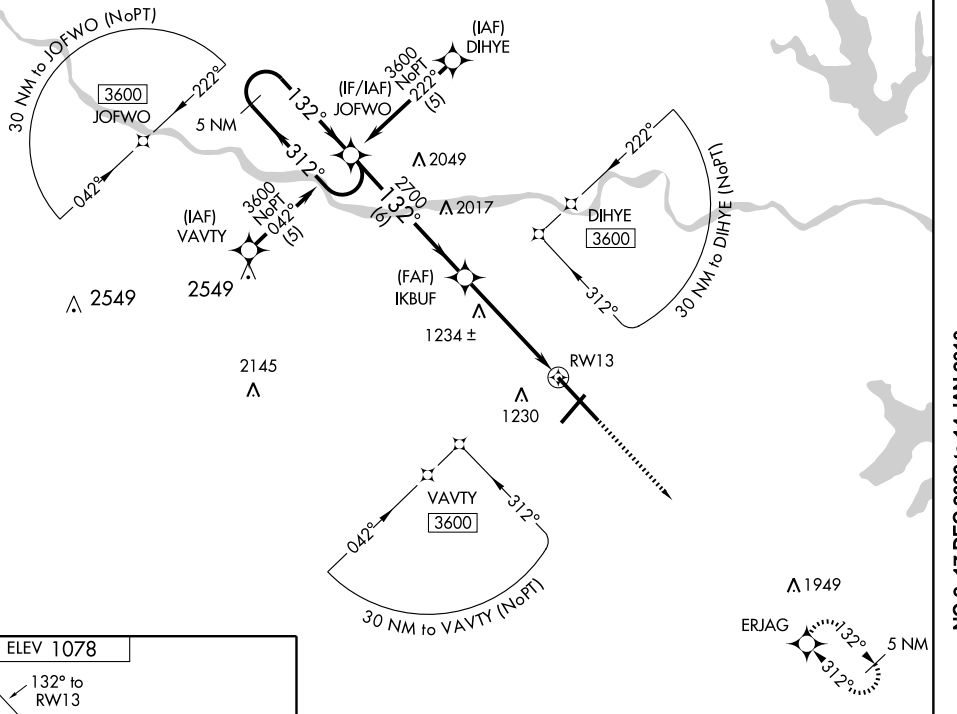 30 NM to JOFWO (NoPT)
3600
JOFWO
222°
042°
(IAF)
DIHYE
3600
NoPT
222°
(5)
(IF/IAF)
JOFWO
132°
5 NM
312°
2049
2700
132°
(6)
2017
3600
NoPT
042°
(5)
(IAF)
VAVTY
2549
2549
222°
DIHYE
3600
312°
30 NM to DIHYE (NoPT)
(FAF)
IKBUF
1234 ±
2145
RW13
1230
VAVTY
3600
042°
312°
30 NM to VAVTY (NoPT)
1949
ERJAG
132°
312°
5 NM
ELEV 1078
132° to
RW13